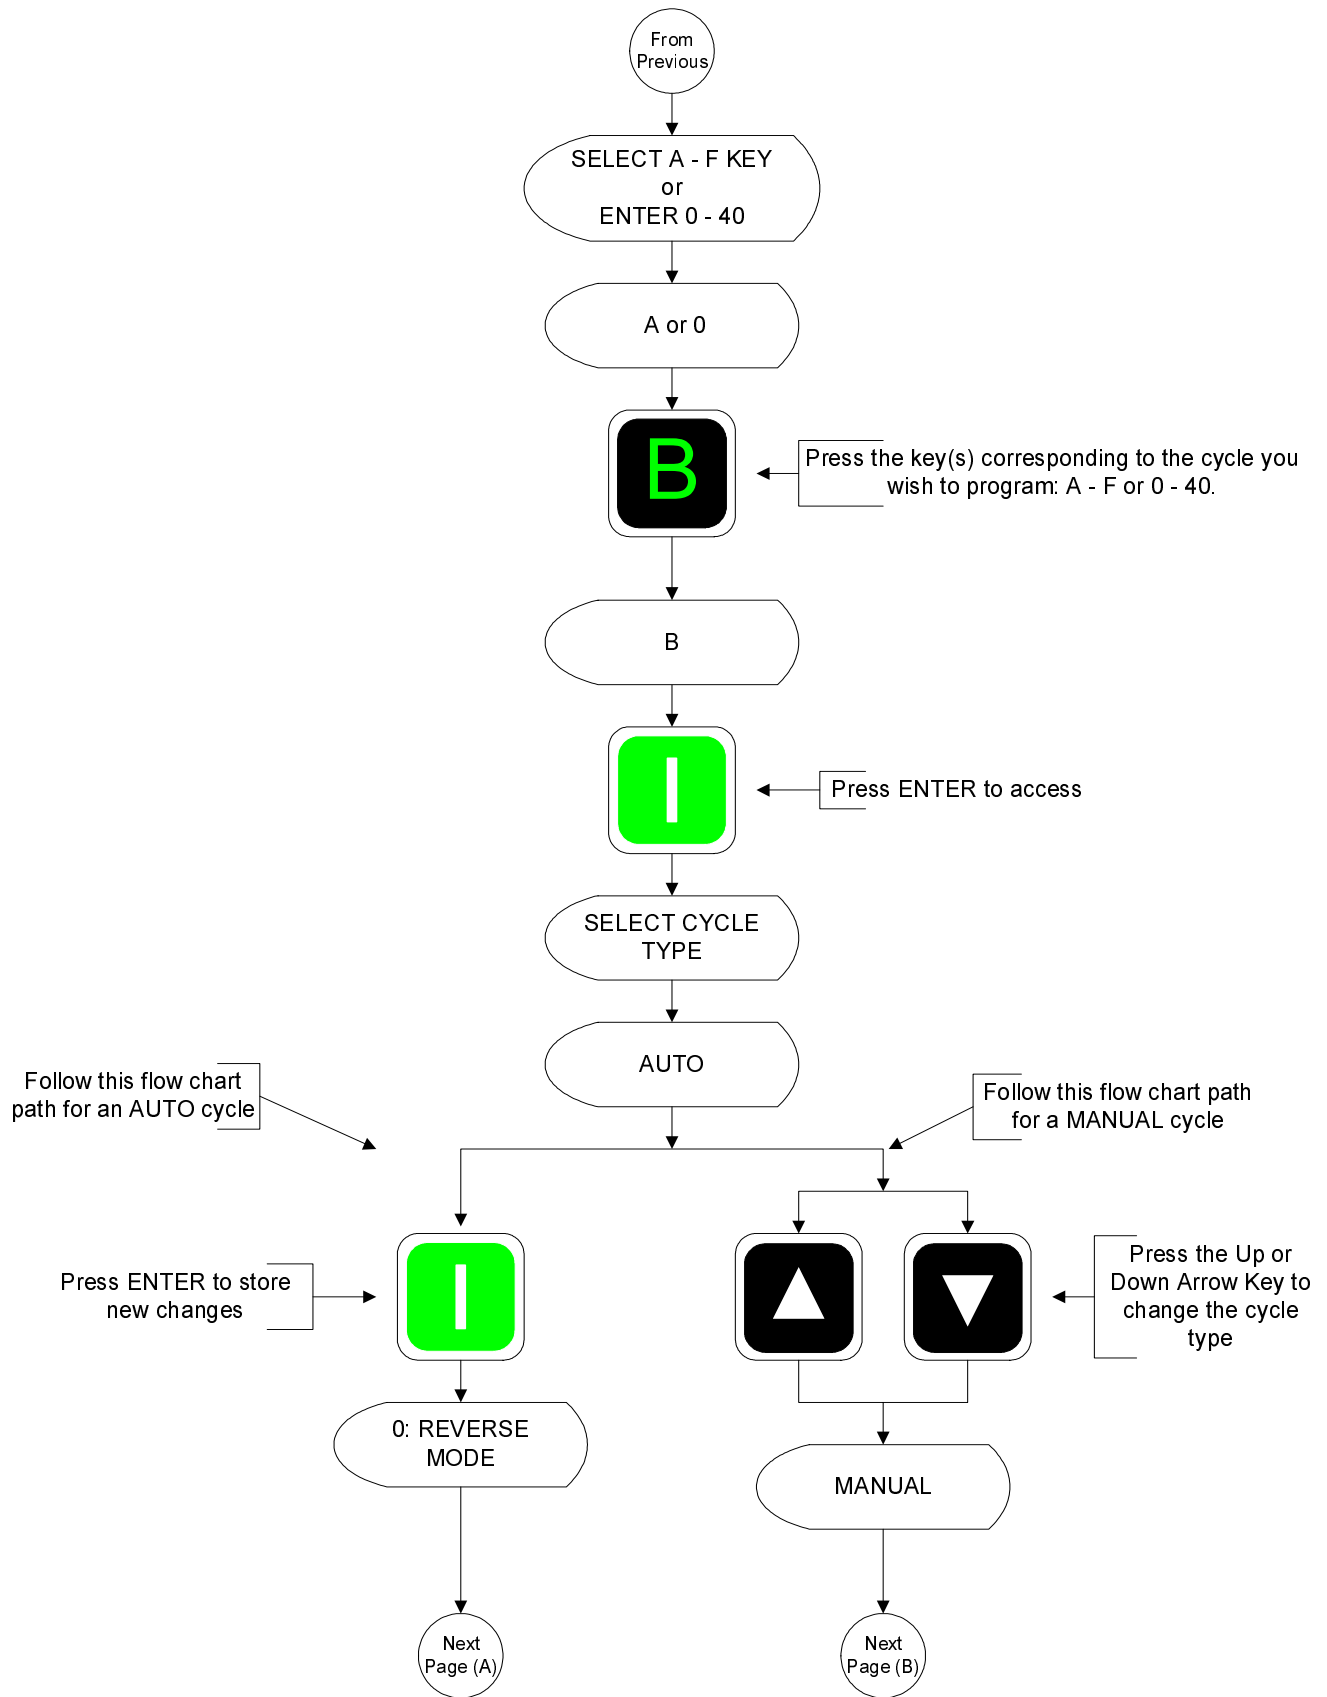 From
Previous
SELECT A - F KEY
or
ENTER 0 - 40
A or 0
B
Press the key(s) corresponding to the cycle you
wish to program: A - F or 0 - 40.
B
I
Press ENTER to access
SELECT CYCLE
TYPE
AUTO
Follow this flow chart
path for an AUTO cycle
Follow this flow chart path
for a MANUAL cycle
Press ENTER to store
new changes
I
Press the Up or
Down Arrow Key to
change the cycle
type
0: REVERSE
MODE
MANUAL
Next
Page (A)
Next
Page (B)